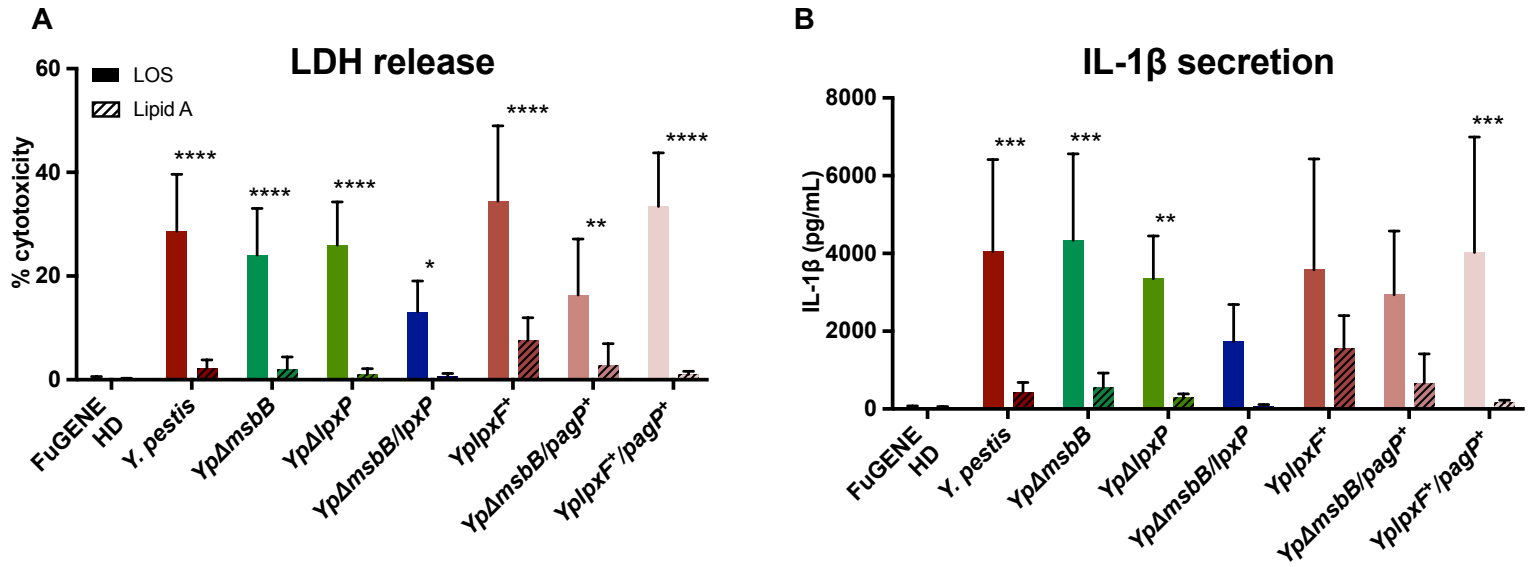 A
LDH release
LOS
Lipid A
% cytotoxicity
60
40
20
0
****
****
****
*
****
**
****
FuGENE
HD
Y. pestis
YpΔmsbB
YpΔlpxP
YpΔmsbB/lpxP
YplpxF+
YpΔmsbB/pagP+
YplpxF+/pagP+
B
IL-1β secretion
IL-1β (pg/mL)
8000
6000
4000
2000
0
***
***
**
***
FuGENE
HD
Y. pestis
YpΔmsbB
YpΔlpxP
YpΔmsbB/lpxP
YplpxF+
YpΔmsbB/pagP+
YplpxF+/pagP+